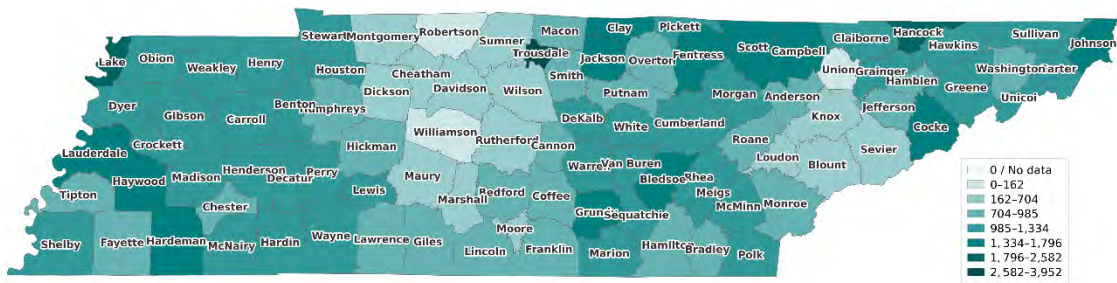 Stewart Montgomery Robertson Sumner Macon Clay Pickett Claiborne Hancock Sullivan Johnson
Lake Obion Weakley Henry Houston Cheatham Trousdale Jackson Overton Fentress Scott Campbell Union Grainger Hawkins Hamblen Washington Carter
Dyer Gibson Carroll Benton Humphreys Dickson Davidson Wilson Smith Putnam Morgan Anderson Knox Jefferson Greene Unicoi
Lauderdale Crockett Hickman Williamson Rutherford Cannon DeKalb White Cumberland Roane Loudon Blount Sevier Cocke
Tipton Haywood Madison Henderson Decatur Perry Lewis Maury Marshall Bedford Coffee Warren Van Buren Bledsoe Rhea Meigs McMinn Monroe
Chester Moore Grundy Sequatchie
Shelby Fayette Hardeman McNairy Hardin Wayne Lawrence Giles Lincoln Franklin Marion Hamilton Bradley Polk
0 / No data
0–162
162–704
704–985
985–1,334
1,334–1,796
1,796–2,582
2,582–3,952